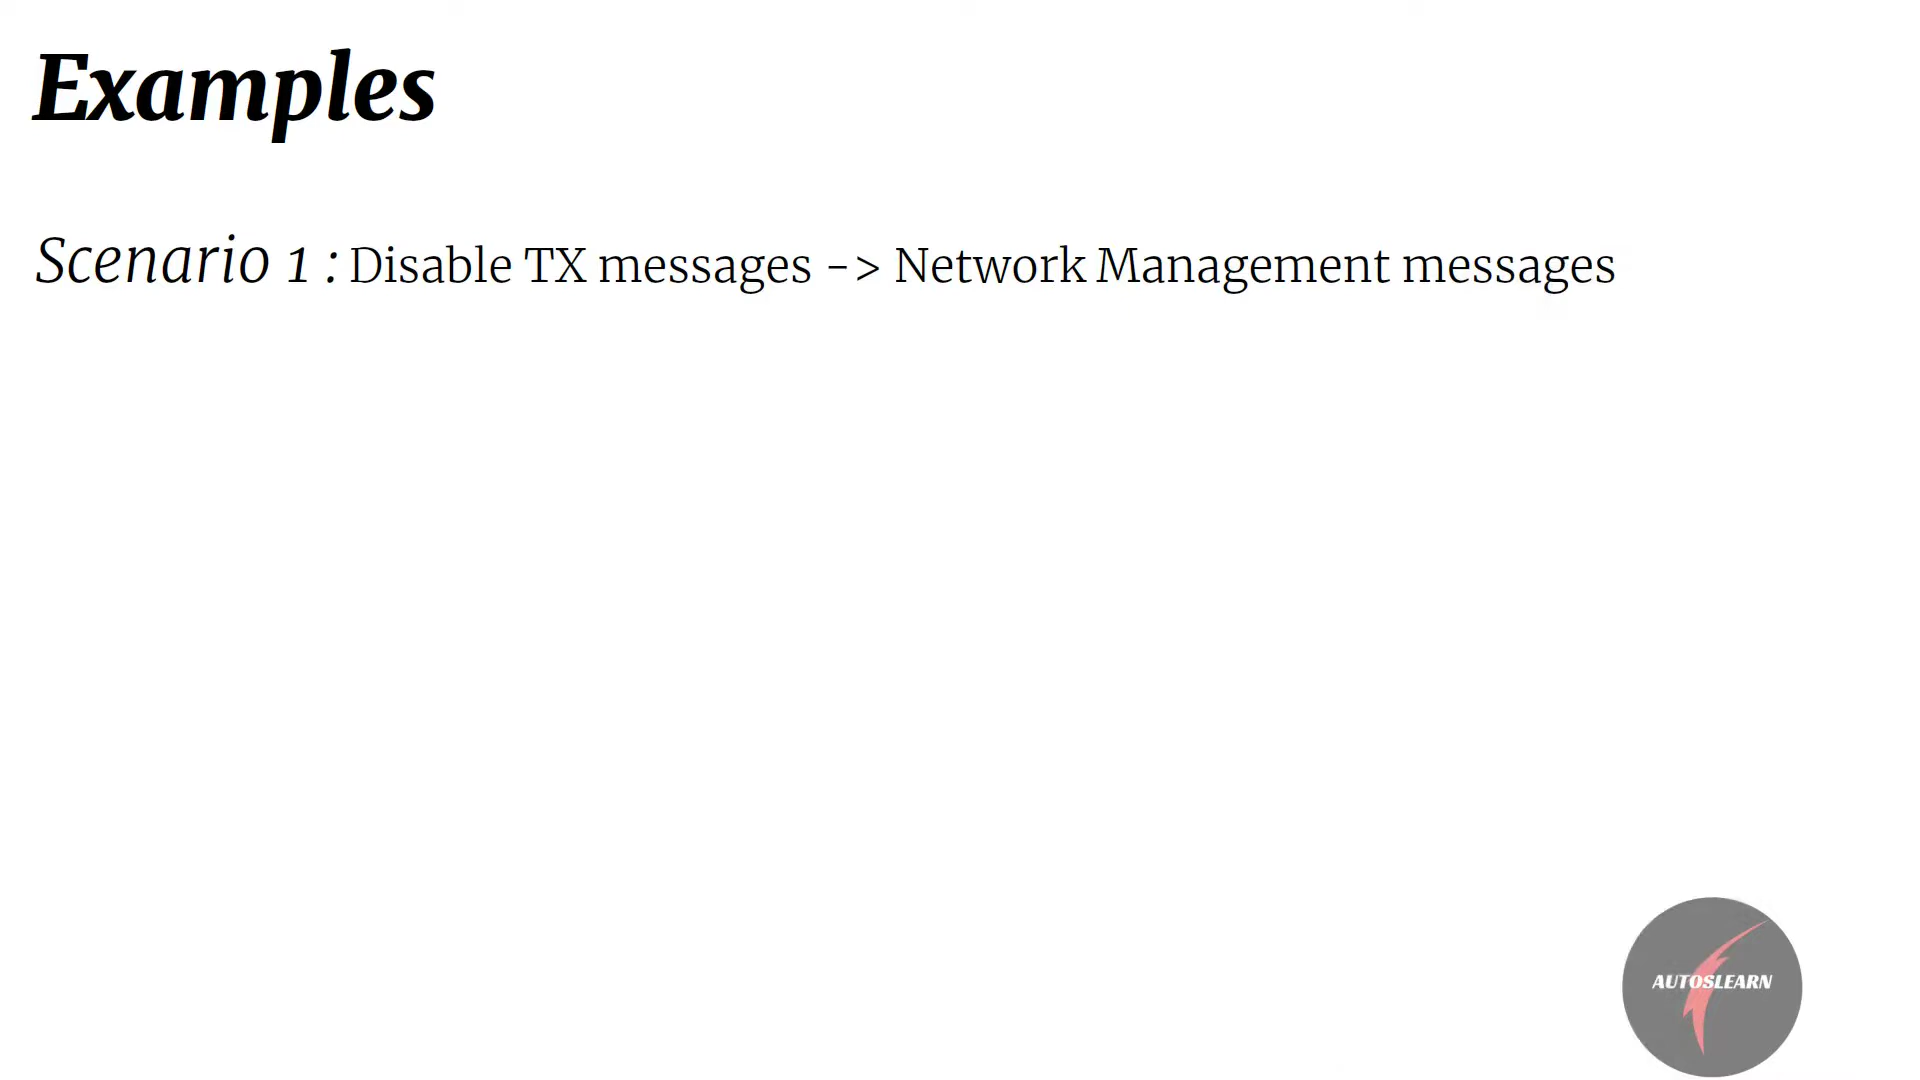 Examples
Scenario 1 : Disable TX messages -> Network Management messages
AUTOSLEARN